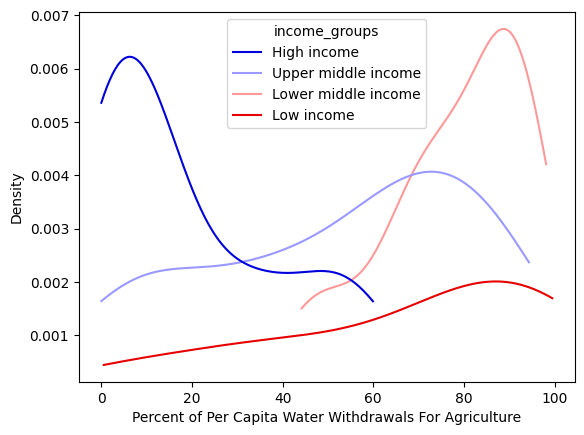 0.007
0.006
0.005
0.004
0.003
0.002
0.001
Density
income_groups
High income
Upper middle income
Lower middle income
Low income
0 20 40 60 80 100
Percent of Per Capita Water Withdrawals For Agriculture